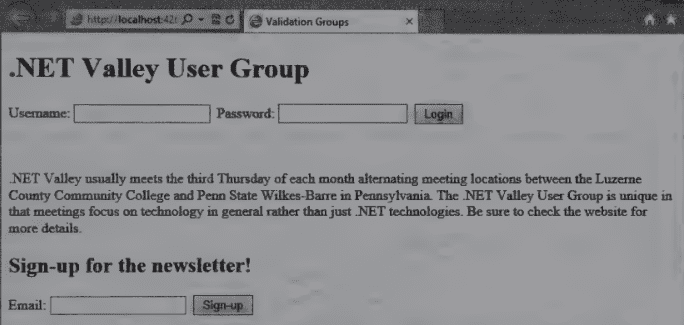 http://localhost:42
Validation Groups
.NET Valley User Group
Username: Password: Login
.NET Valley usually meets the third Thursday of each month alternating meeting locations between the Luzerne
County Community College and Penn State Wilkes-Barre in Pennsylvania. The .NET Valley User Group is unique in
that meetings focus on technology in general rather than just .NET technologies. Be sure to check the website for
more details.
Sign-up for the newsletter!
Email: Sign-up